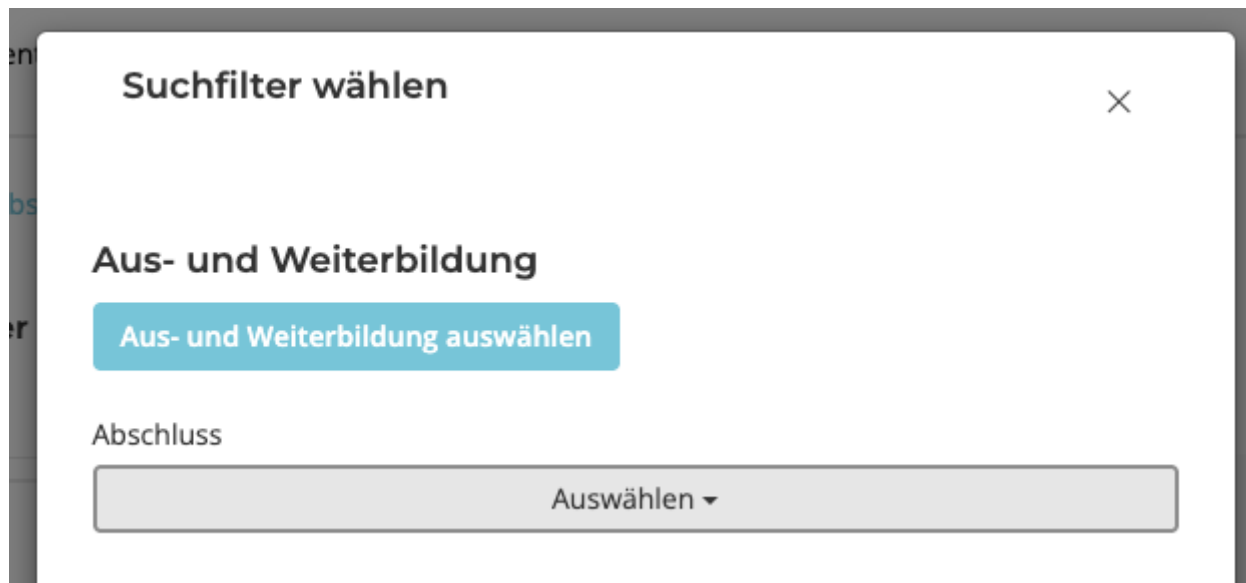 Suchfilter wählen
Aus- und Weiterbildung
Aus- und Weiterbildung auswählen
Abschluss
Auswählen